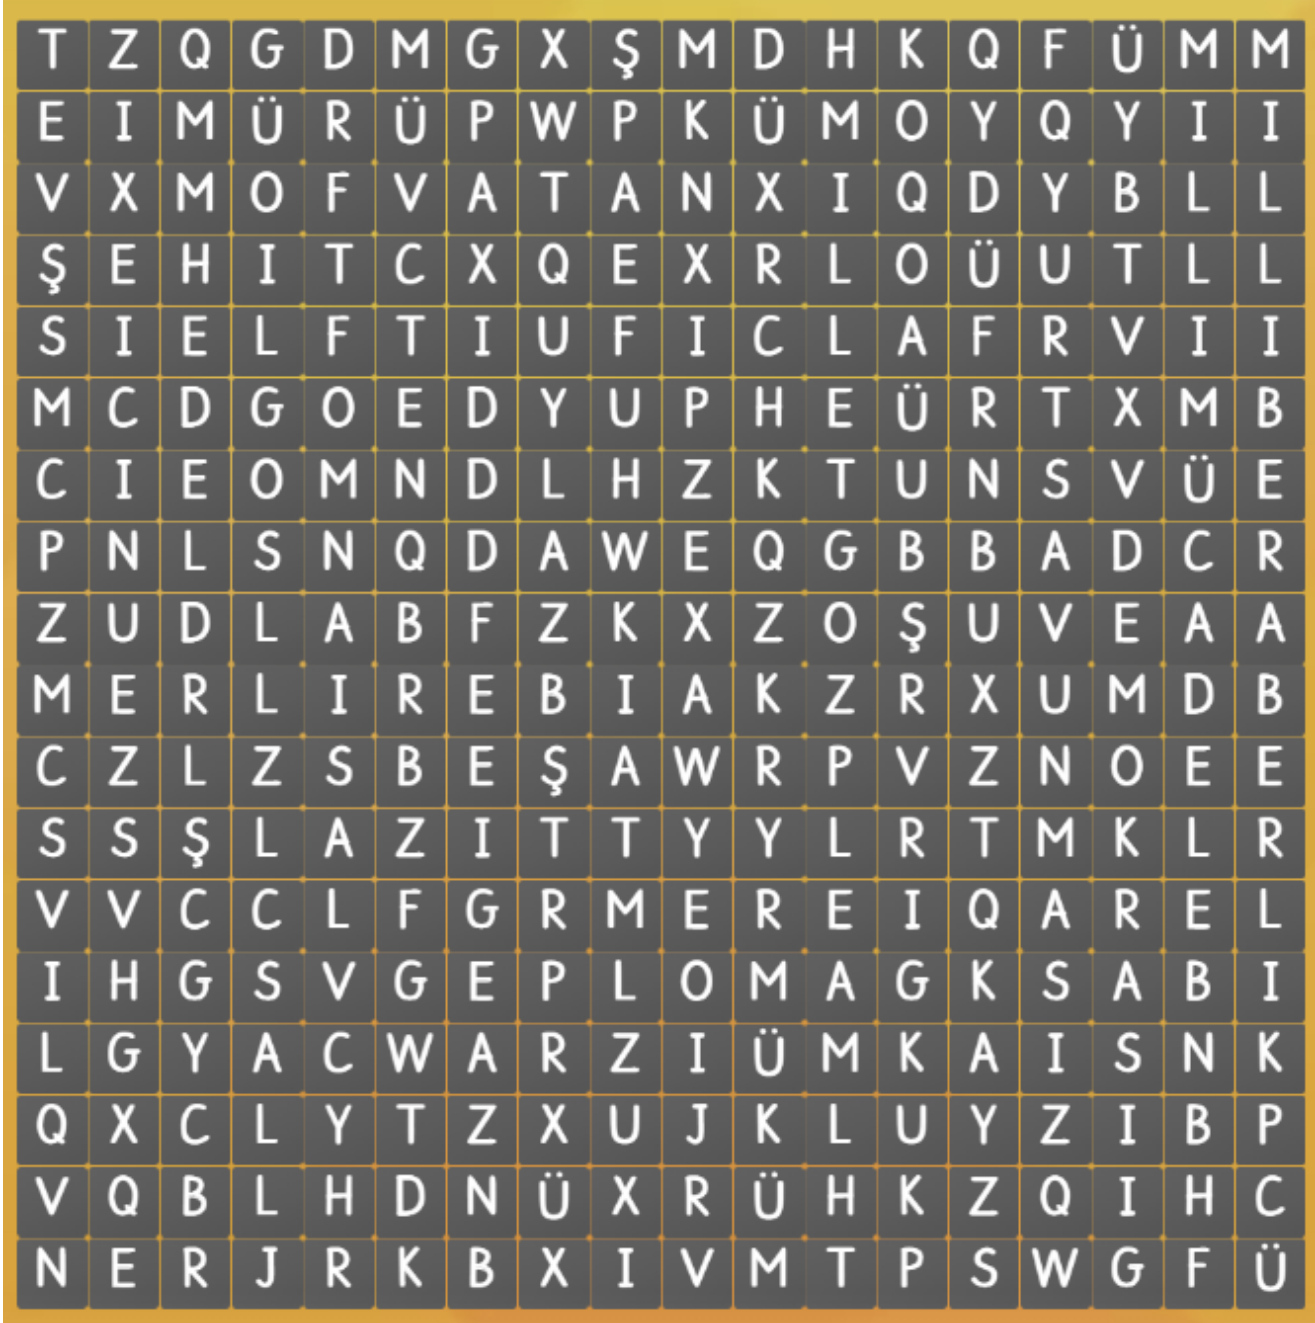 T Z Q G D M G X Ş M D H K Q F Ü M M
E I M Ü R Ü P W P K Ü M O Y Q Y I I
V X M O F V A T A N X I Q D Y B L L
Ş E H I T C X Q E X R L O Ü U T L L
S I E L F T I U F I C L A F R V I I
M C D G O E D Y U P H E Ü R T X M B
C I E O M N D L H Z K T U N S V Ü E
P N L S N Q D A W E Q G B B A D C R
Z U D L A B F Z K X Z O Ş U V E A A
M E R L I R E B I A K Z R X U M D B
C Z L Z S B E Ş A W R P V Z N O E E
S S Ş L A Z I T T Y Y L R T M K L R
V V C C L F G R M E R E I Q A R E L
I H G S V G E P L O M A G K S A B I
L G Y A C W A R Z I Ü M K A I S N K
Q X C L Y T Z X U J K L U Y Z I B P
V Q B L H D N Ü X R Ü H K Z Q I H C
N E R J R K B X I V M T P S W G F Ü